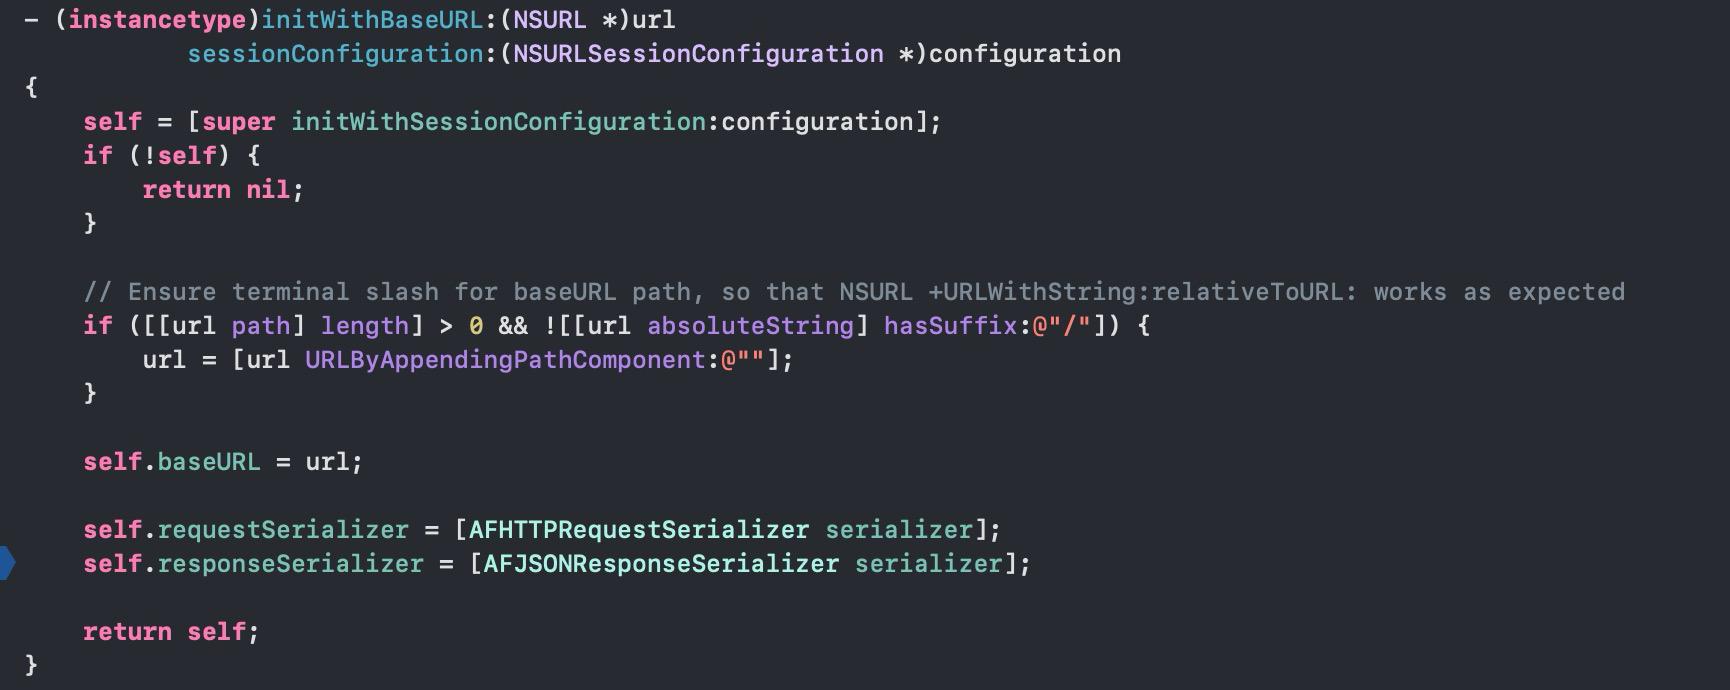 - (instancetype)initWithBaseURL:(NSURL *)url
           sessionConfiguration:(NSURLSessionConfiguration *)configuration
{
    self = [super initWithSessionConfiguration:configuration];
    if (!self) {
        return nil;
    }

    // Ensure terminal slash for baseURL path, so that NSURL +URLWithString:relativeToURL: works as expected
    if ([[url path] length] > 0 && ![[url absoluteString] hasSuffix:@"/"]) {
        url = [url URLByAppendingPathComponent:@""];
    }

    self.baseURL = url;

    self.requestSerializer = [AFHTTPRequestSerializer serializer];
    self.responseSerializer = [AFJSONResponseSerializer serializer];

    return self;
}